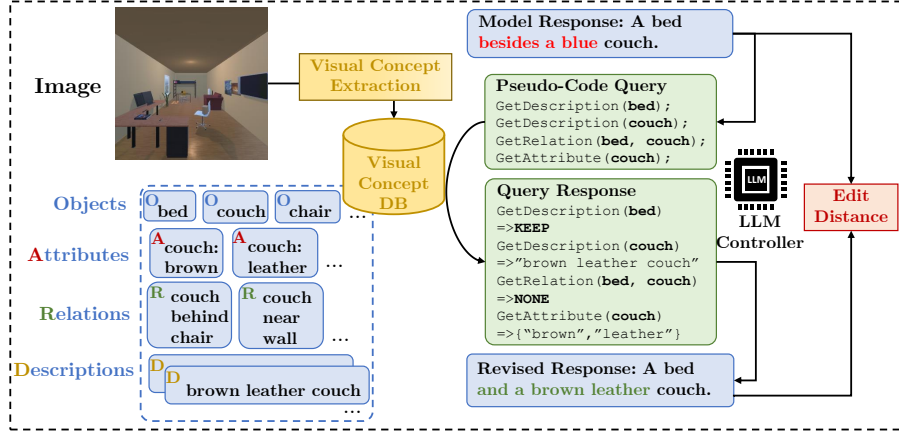 Image
Visual Concept
Extraction
Visual
Concept
DB
Objects
O bed
O couch
O chair
...
Attributes
A couch:
brown
A couch:
leather
...
Relations
R couch
behind
chair
R couch
near
wall
...
Descriptions
D
D brown leather couch
...
Model Response: A bed
besides a blue couch.
Pseudo-Code Query
GetDescription(bed);
GetDescription(couch);
GetRelation(bed, couch);
GetAttribute(couch);
Query Response
GetDescription(bed)
=>KEEP
GetDescription(couch)
=>”brown leather couch”
GetRelation(bed, couch)
=>NONE
GetAttribute(couch)
=>{“brown”,”leather”}
LLM
LLM
Controller
Edit
Distance
Revised Response: A bed
and a brown leather couch.